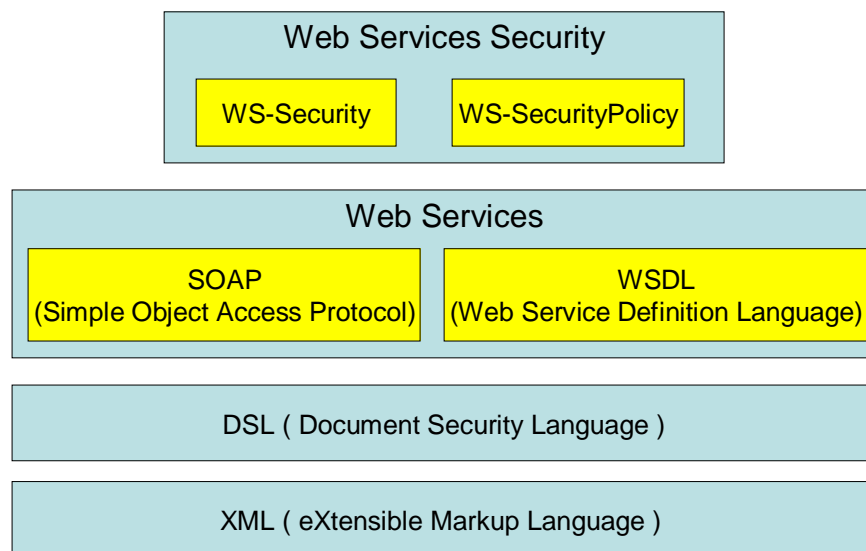 Web Services Security
WS-Security
WS-SecurityPolicy
Web Services
SOAP
(Simple Object Access Protocol)
WSDL
(Web Service Definition Language)
DSL ( Document Security Language )
XML ( eXtensible Markup Language )